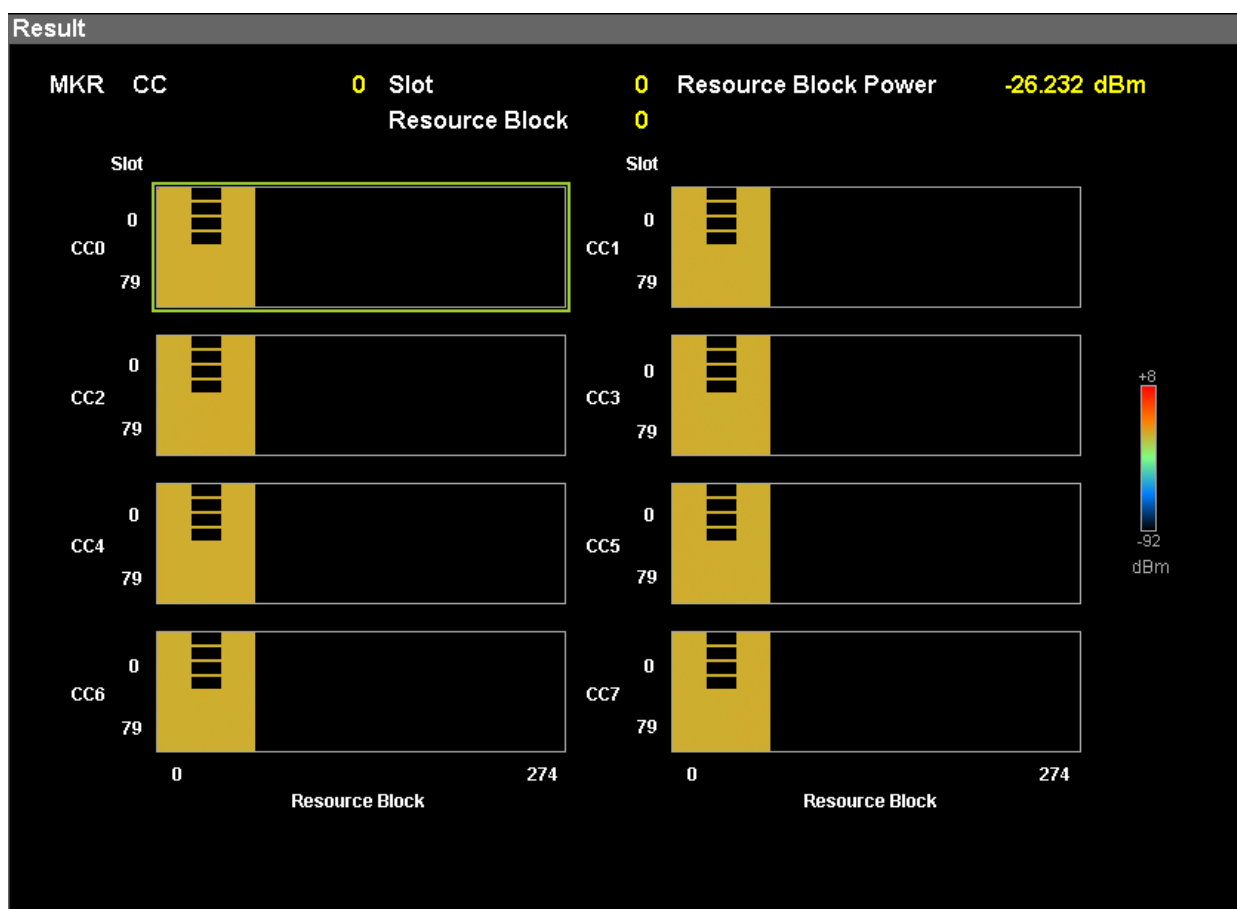 Result
MKR CC 0 Slot 0 Resource Block Power -26.232 dBm
Resource Block 0
Slot Slot
0 0
CC0 CC1
79 79
0 0
CC2 CC3
79 79
+8
0 0
CC4 CC5
-92
dBm
79 79
0 0
CC6 CC7
79 79
0 274 0 274
Resource Block Resource Block